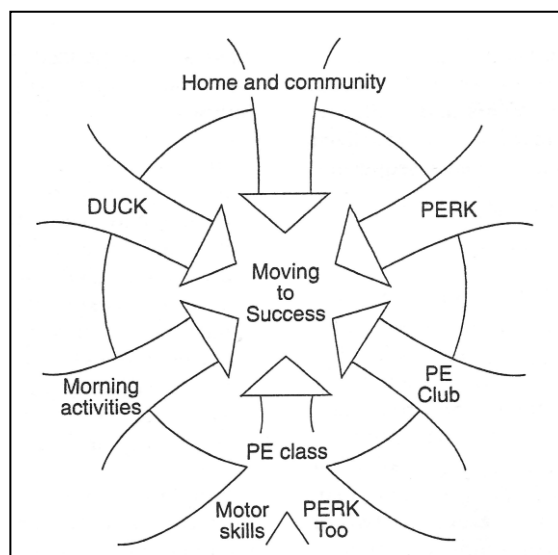 Home and community
DUCK
PERK
Moving
to
Success
Morning
activities
PE
Club
PE class
Motor
skills
PERK
Too